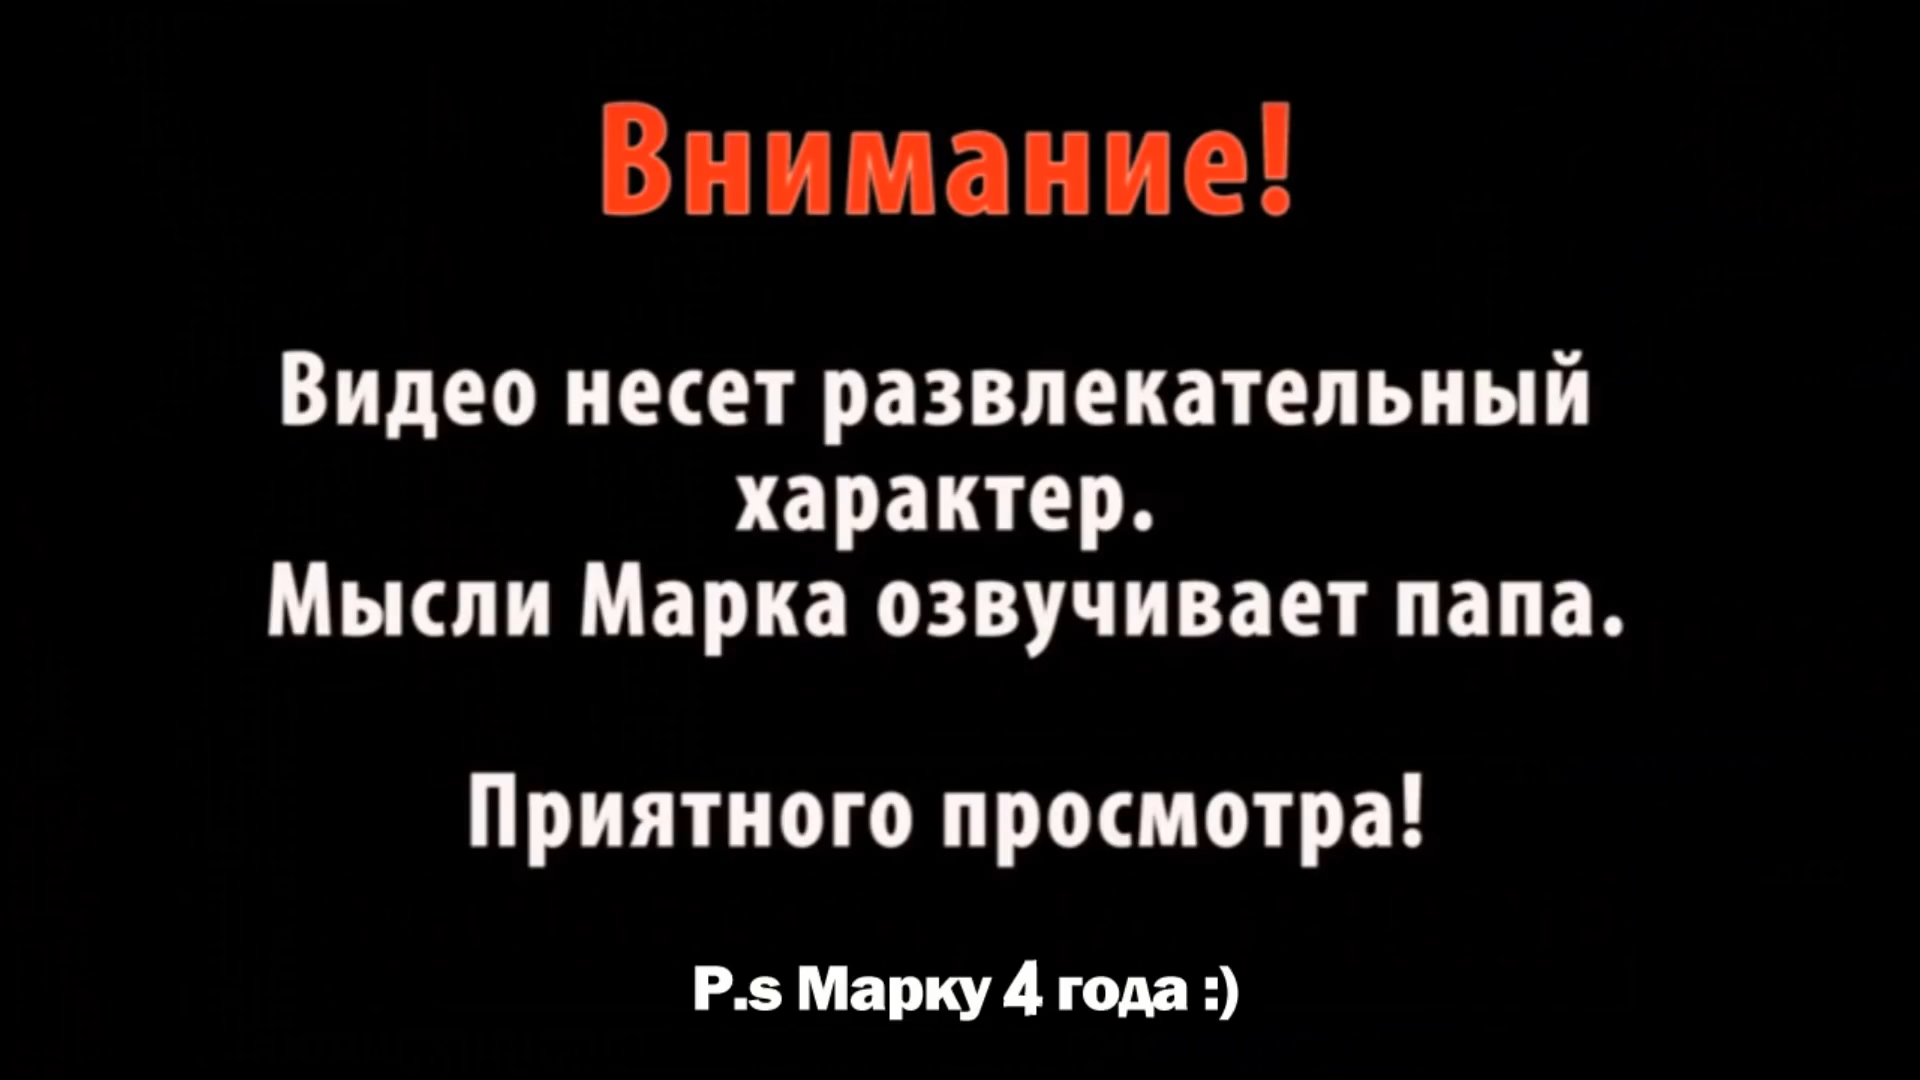 Внимание!
Видео несет развлекательный
характер.
Мысли Марка озвучивает папа.
Приятного просмотра!
P.s Марку 4 года :)